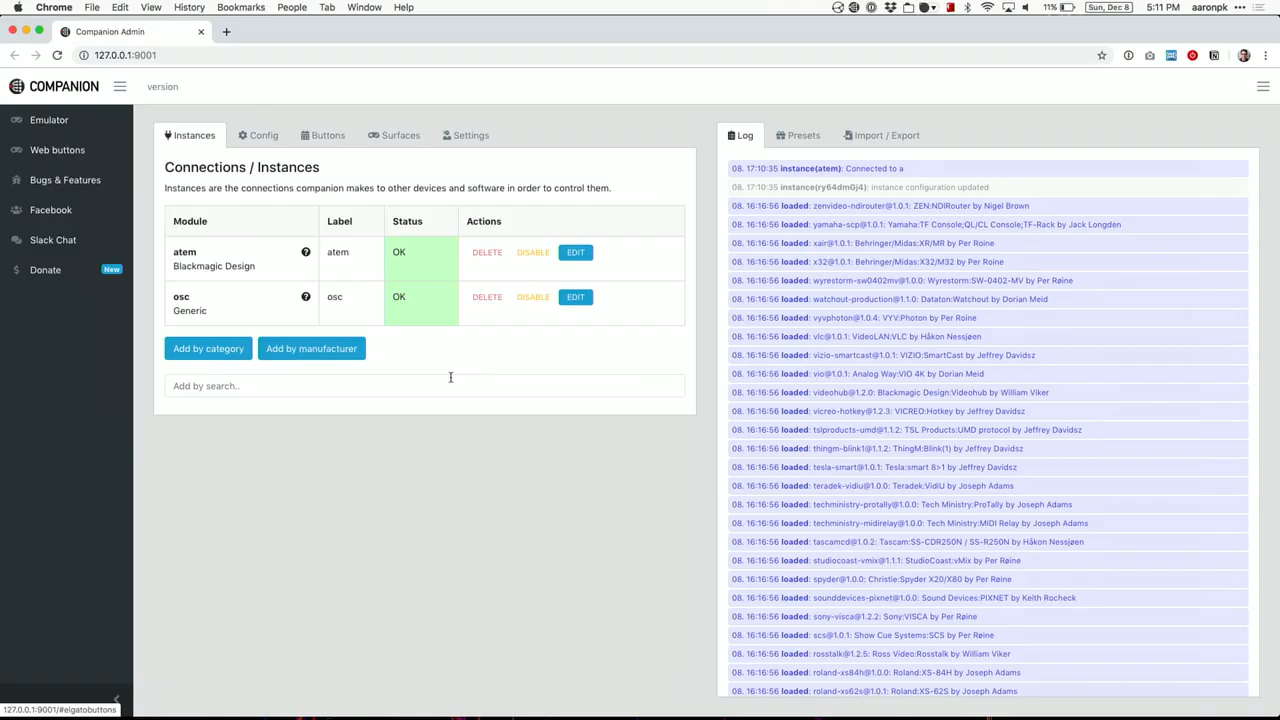 Chrome File Edit View History Bookmarks People Tab Window Help 11% Sun, Dec 8 5:11 PM aaronpk
Companion Admin
127.0.0.1:9001
COMPANION version
Emulator
Web buttons
Bugs & Features
Facebook
Slack Chat
Donate New
Instances Config Buttons Surfaces Settings
Connections / Instances
Instances are the connections companion makes to other devices and software in order to control them.
Module Label Status Actions
atem atem OK DELETE DISABLE EDIT
Blackmagic Design
osc osc OK DELETE DISABLE EDIT
Generic
Add by category Add by manufacturer
Add by search..
Log Presets Import / Export
08. 17:10:35 instance(atem): Connected to a
08. 17:10:35 instance(ry64dmGj4): instance configuration updated
08. 16:16:56 loaded: zenvideo-ndirouter@1.0.1: ZEN:NDIRouter by Nigel Brown
08. 16:16:56 loaded: yamaha-scp@1.0.1: Yamaha:TF Console;QL/CL Console;TF-Rack by Jack Longden
08. 16:16:56 loaded: xair@1.0.1: Behringer/Midas:XR/MR by Per Roine
08. 16:16:56 loaded: x32@1.0.1: Behringer/Midas:X32/M32 by Per Roine
08. 16:16:56 loaded: wyrestorm-sw0402mv@1.0.0: Wyrestorm:SW-0402-MV by Per Røine
08. 16:16:56 loaded: watchout-production@1.1.0: Dataton:Watchout by Dorian Meid
08. 16:16:56 loaded: vyvphoton@1.0.4: VYV:Photon by Per Roine
08. 16:16:56 loaded: vlc@1.0.1: VideoLAN:VLC by Håkon Nessjøen
08. 16:16:56 loaded: vizio-smartcast@1.0.1: VIZIO:SmartCast by Jeffrey Davidsz
08. 16:16:56 loaded: vio@1.0.1: Analog Way:VIO 4K by Dorian Meid
08. 16:16:56 loaded: videohub@1.2.0: Blackmagic Design:Videohub by William Viker
08. 16:16:56 loaded: vicreo-hotkey@1.2.3: VICREO:Hotkey by Jeffrey Davidsz
08. 16:16:56 loaded: tslproducts-umd@1.1.2: TSL Products:UMD protocol by Jeffrey Davidsz
08. 16:16:56 loaded: thingm-blink1@1.1.2: ThingM:Blink(1) by Jeffrey Davidsz
08. 16:16:56 loaded: tesla-smart@1.0.1: Tesla:smart 8>1 by Jeffrey Davidsz
08. 16:16:56 loaded: teradek-vidiu@1.0.0: Teradek:VidiU by Joseph Adams
08. 16:16:56 loaded: techministry-protally@1.0.0: Tech Ministry:ProTally by Joseph Adams
08. 16:16:56 loaded: techministry-midirelay@1.0.0: Tech Ministry:MIDI Relay by Joseph Adams
08. 16:16:56 loaded: tascamcd@1.0.2: Tascam:SS-CDR250N / SS-R250N by Håkon Nessjøen
08. 16:16:56 loaded: studiocoast-vmix@1.1.1: StudioCoast:vMix by Per Røine
08. 16:16:56 loaded: spyder@1.0.0: Christie:Spyder X20/X80 by Per Røine
08. 16:16:56 loaded: sounddevices-pixnet@1.0.0: Sound Devices:PIXNET by Keith Rocheck
08. 16:16:56 loaded: sony-visca@1.2.2: Sony:VISCA by Per Røine
08. 16:16:56 loaded: scs@1.0.1: Show Cue Systems:SCS by Per Røine
08. 16:16:56 loaded: rosstalk@1.2.5: Ross Video:Rosstalk by William Viker
08. 16:16:56 loaded: roland-xs84h@1.0.0: Roland:XS-84H by Joseph Adams
08. 16:16:56 loaded: roland-xs62s@1.0.1: Roland:XS-62S by Joseph Adams
127.0.0.1:9001/#elgatobuttons